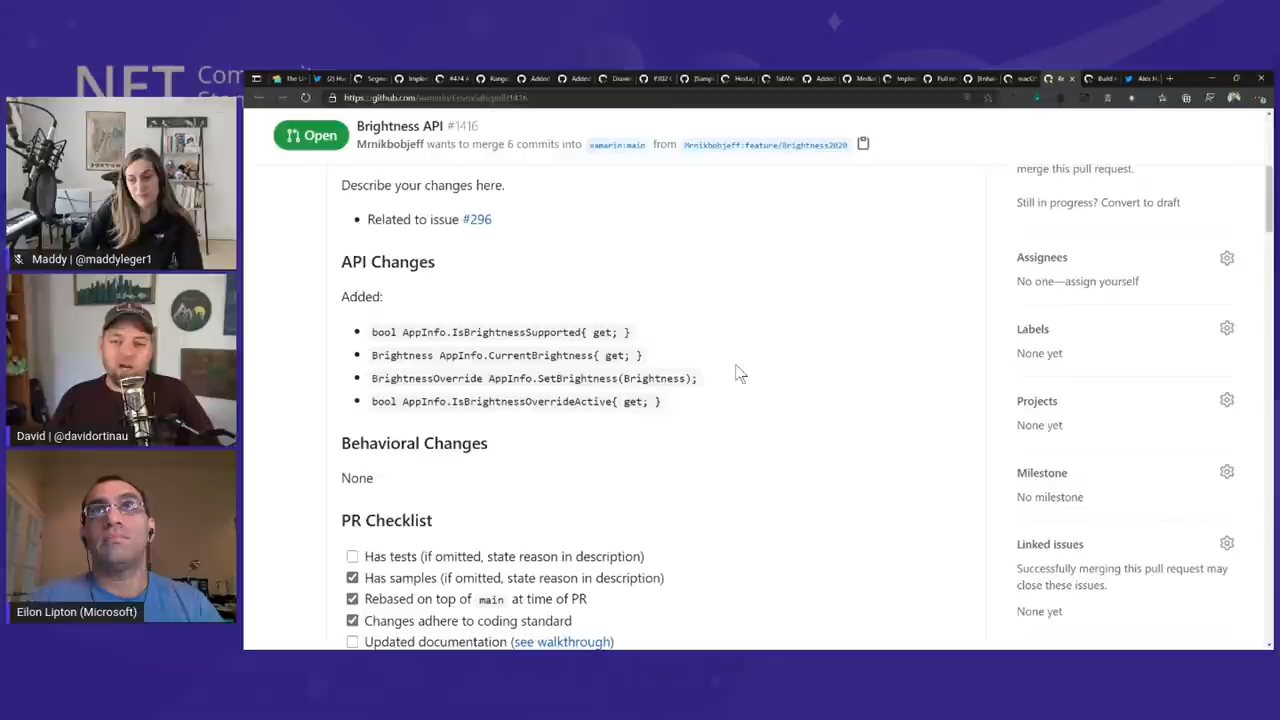 NET
Com
Maddy | @maddyleger1
David | @davidortinau
Eilon Lipton (Microsoft)
Open
Brightness API #1416
Mrnikbobjeff wants to merge 6 commits into xamarin:main from Mrnikbobjeff:feature/Brightness2020
Describe your changes here.
Related to issue #296
API Changes
Added:
bool AppInfo.IsBrightnessSupported{ get; }
Brightness AppInfo.CurrentBrightness{ get; }
BrightnessOverride AppInfo.SetBrightness(Brightness);
bool AppInfo.IsBrightnessOverrideActive{ get; }
Behavioral Changes
None
PR Checklist
Has tests (if omitted, state reason in description)
Has samples (if omitted, state reason in description)
Rebased on top of main at time of PR
Changes adhere to coding standard
Updated documentation (see walkthrough)
merge this pull request.
Still in progress? Convert to draft
Assignees
No one—assign yourself
Labels
None yet
Projects
None yet
Milestone
No milestone
Linked issues
Successfully merging this pull request may
close these issues.
None yet